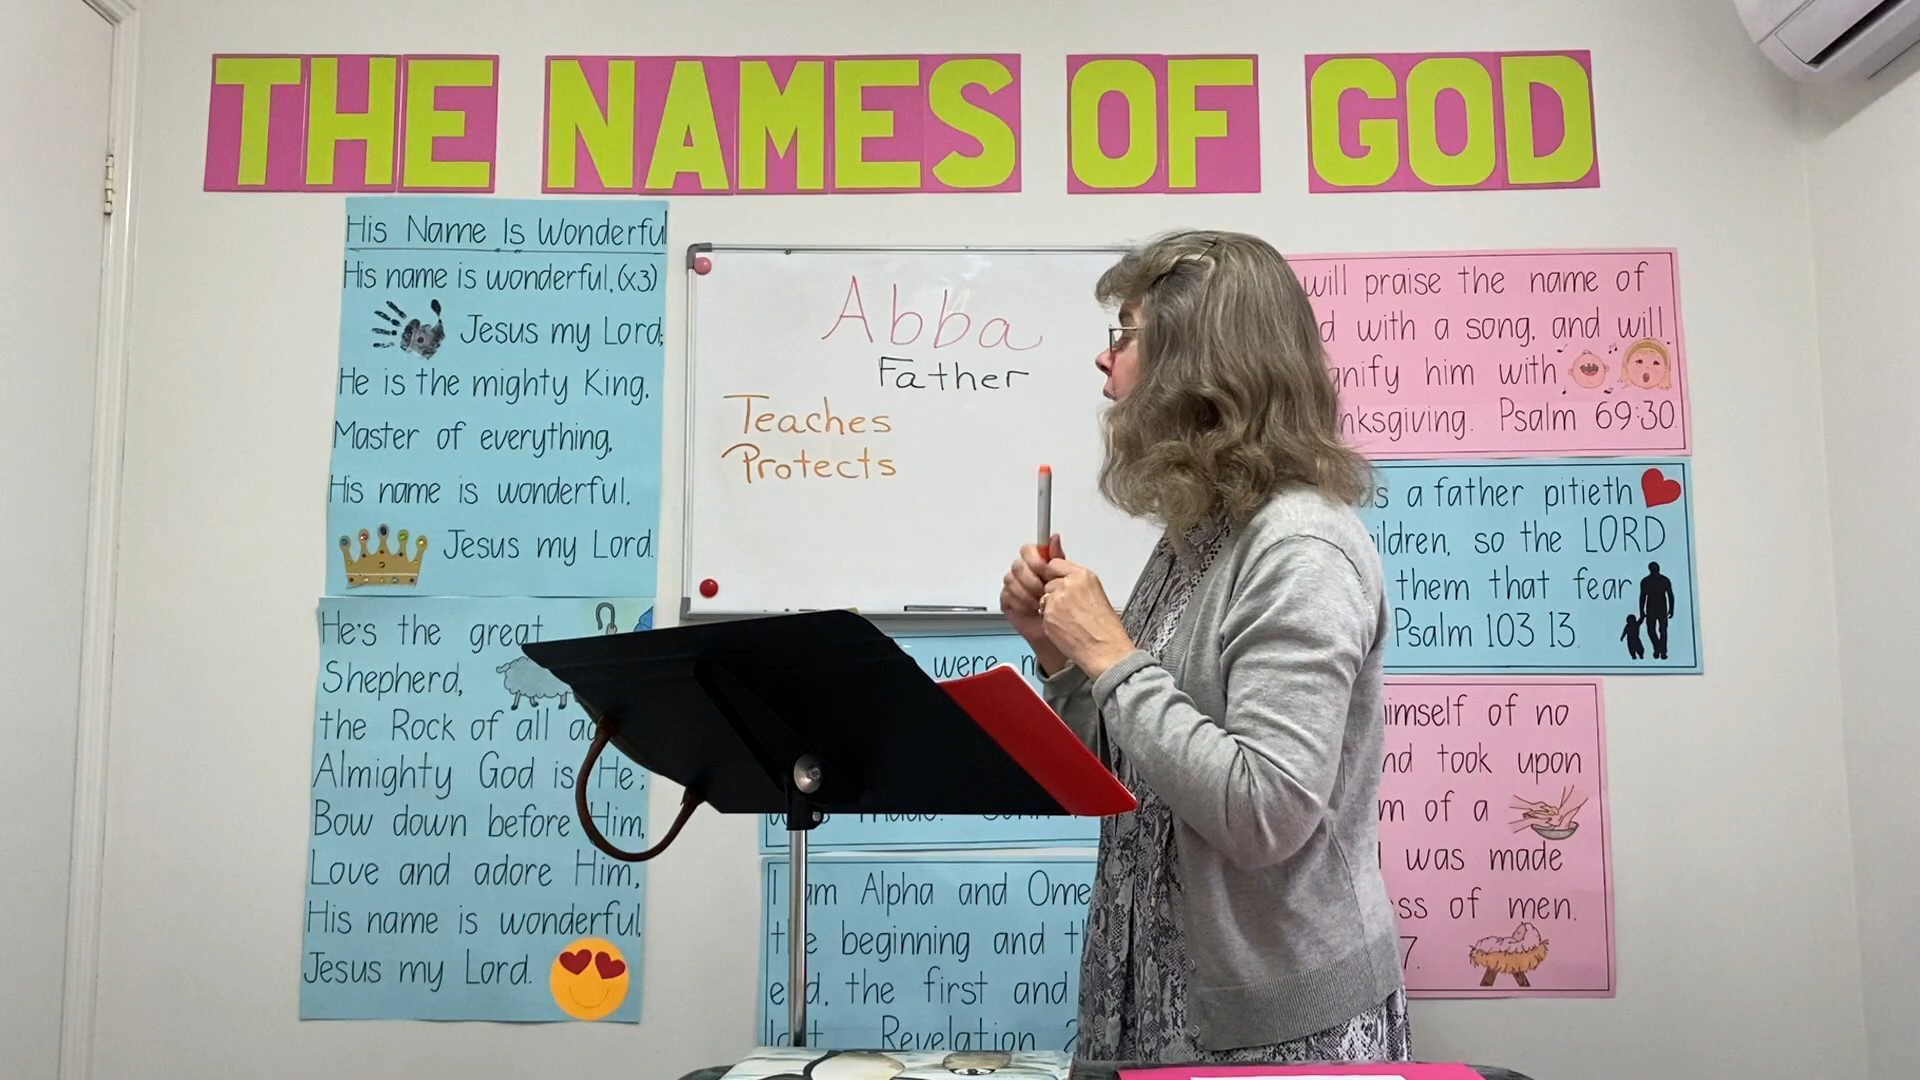 THE NAMES OF GOD
His Name Is Wonderfu
His name is wonderful, (x3)
Jesus my Lord;
He is the mighty King,
Master of everything,
His name is wonderful,
Jesus my Lord.
He's the great
Shepherd,
the Rock of all
Almighty God is He;
Bow down before Him,
Love and adore Him,
His name is wonderful,
Jesus my Lord.
Abba
Father
Teaches
Protects
were
I am Alpha and
the beginning and
end, the first and
last. Revelation
will praise the name of
with a song, and will
him with
Psalm 69:30.
a father pitieth
so the LORD
them that fear
Psalm 103 13.
himself of no
took upon
of a
was made
of men.
7.